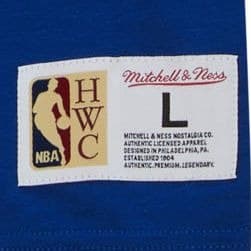 NBA
H
W
C
Mitchell & Ness
L
MITCHELL & NESS NOSTALGIA CO.
AUTHENTIC LICENSED APPAREL
DESIGNED IN PHILADELPHIA, PA.
ESTABLISHED 1904
AUTHENTIC.PREMIUM.LEGENDARY.